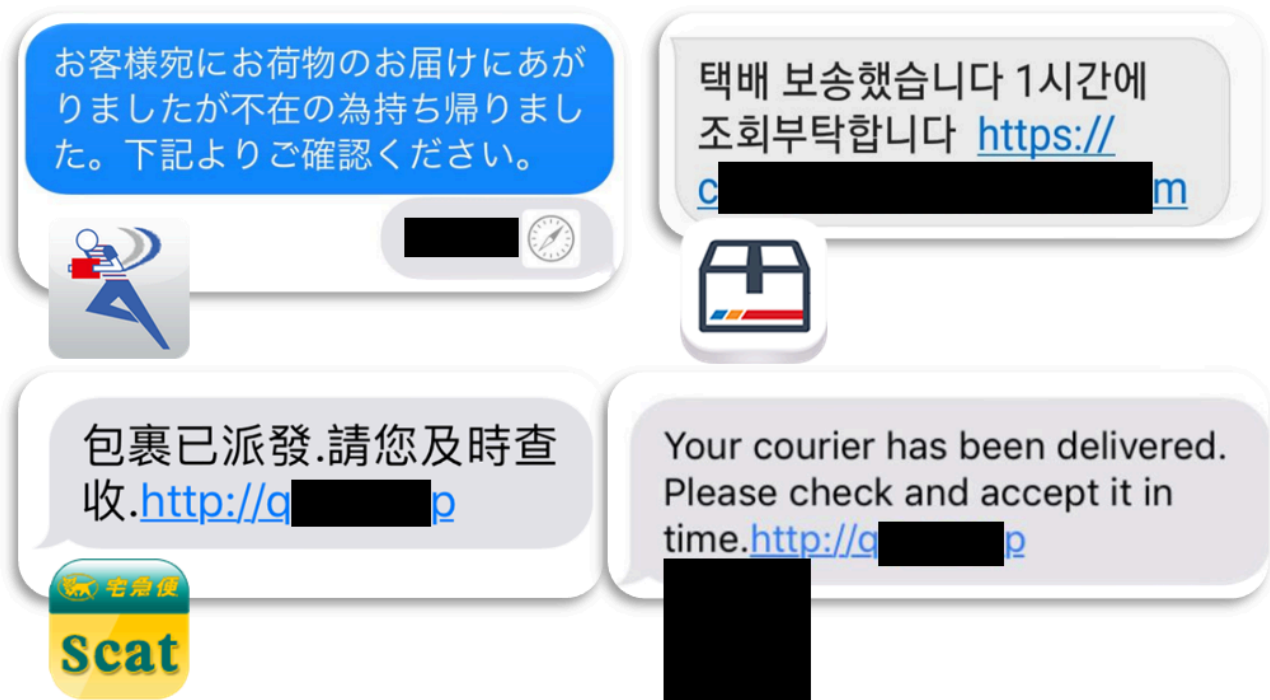 お客様宛にお荷物のお届けにあが
りましたが不在の為持ち帰りまし
た。下記よりご確認ください。
택배 보송했습니다 1시간에
조회부탁합니다 https://
c
m
包裹已派發.請您及時查
收.http://q
p
宅急便
Scat
Your courier has been delivered.
Please check and accept it in
time.http://q
p